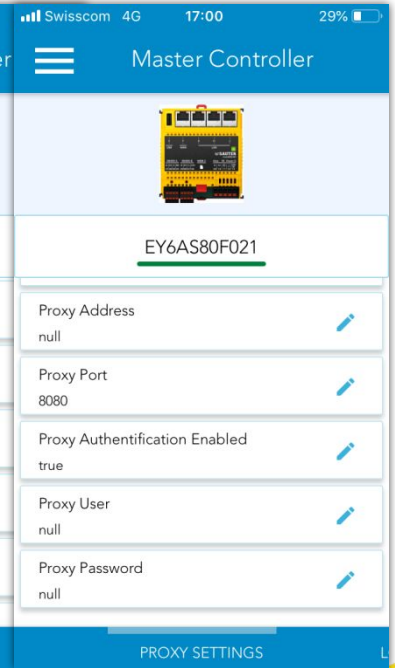 Swisscom 4G 17:00 29%
r
Master Controller
SAUTER
EY6AS80F021
Proxy Address
null
Proxy Port
8080
Proxy Authentification Enabled
true
Proxy User
null
Proxy Password
null
PROXY SETTINGS L